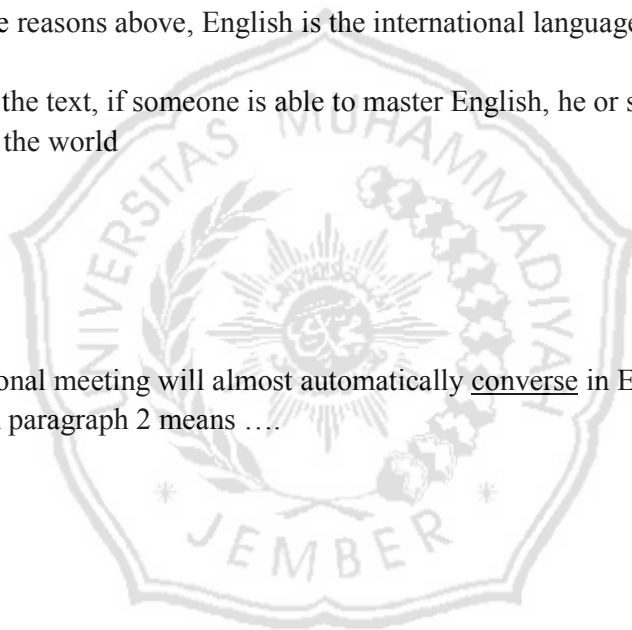 e reasons above, English is the international language
the text, if someone is able to master English, he or s
the world
UNIVERSITAS MUHAMMADIYAH
onal meeting will almost automatically converse in E
paragraph 2 means ….
JEMBER